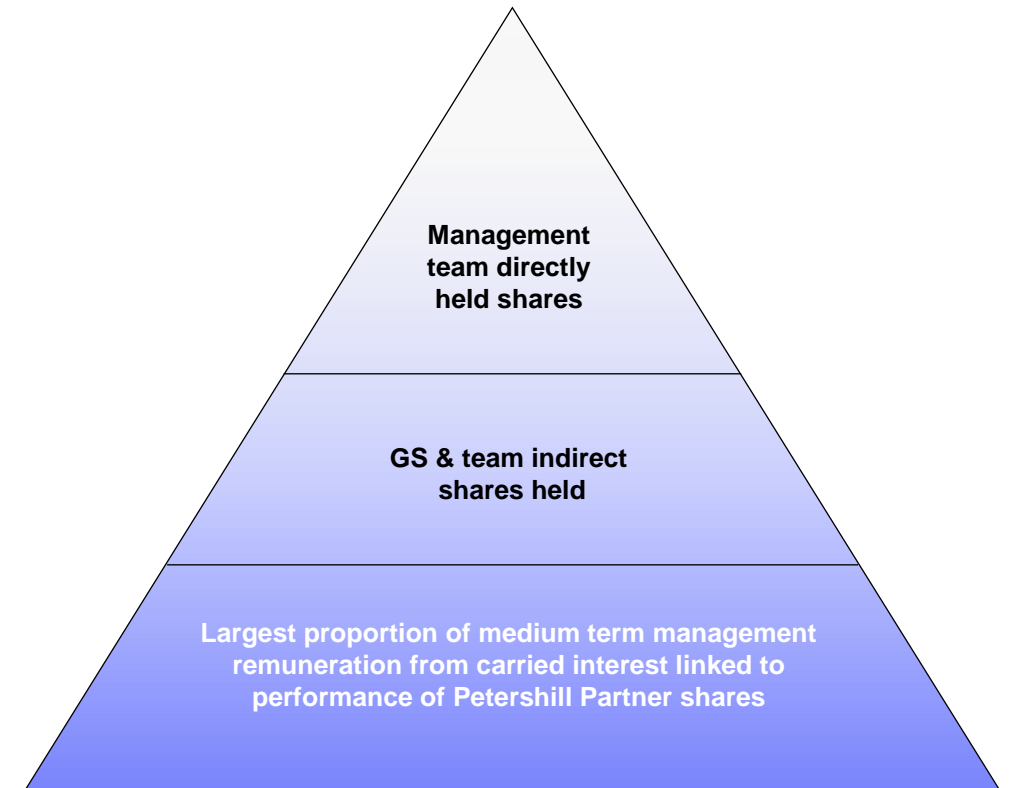 Management
team directly
held shares
GS & team indirect
shares held
Largest proportion of medium term management
remuneration from carried interest linked to
performance of Petershill Partner shares